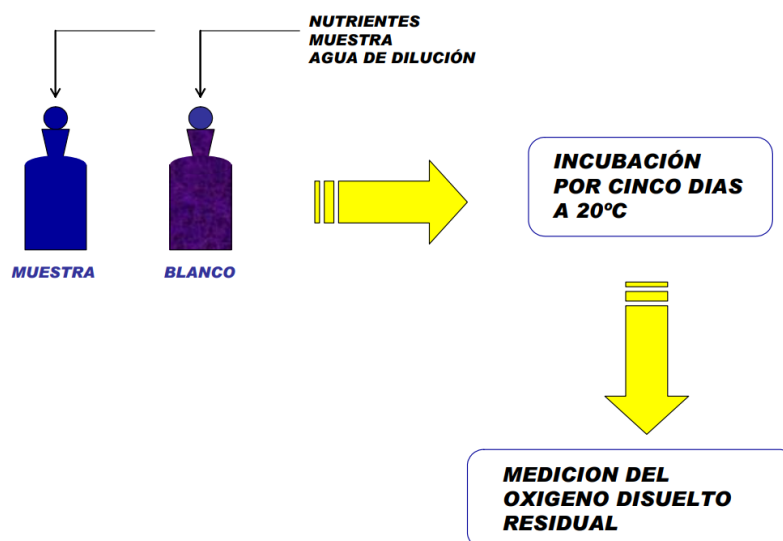 NUTRIENTES
MUESTRA
AGUA DE DILUCIÓN
MUESTRA
BLANCO
INCUBACIÓN
POR CINCO DIAS
A 20ºC
MEDICION DEL
OXIGENO DISUELTO
RESIDUAL